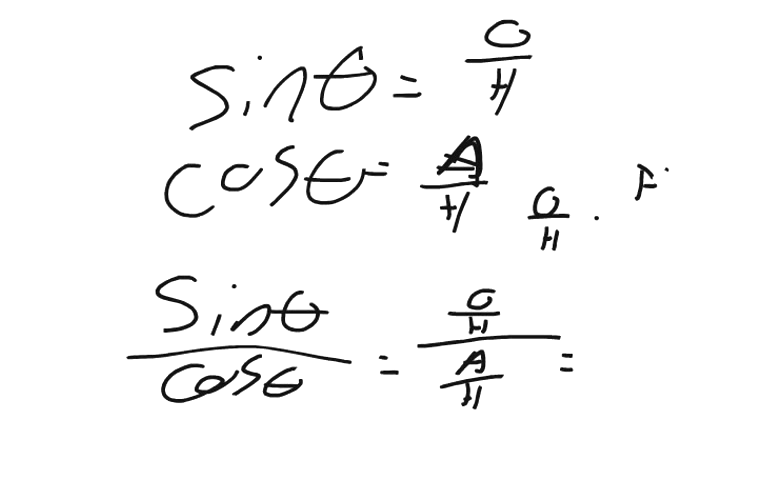 sinθ = O/H
cosθ = A/H
O/H ·
sinθ/cosθ = (O/H)/(A/H) =